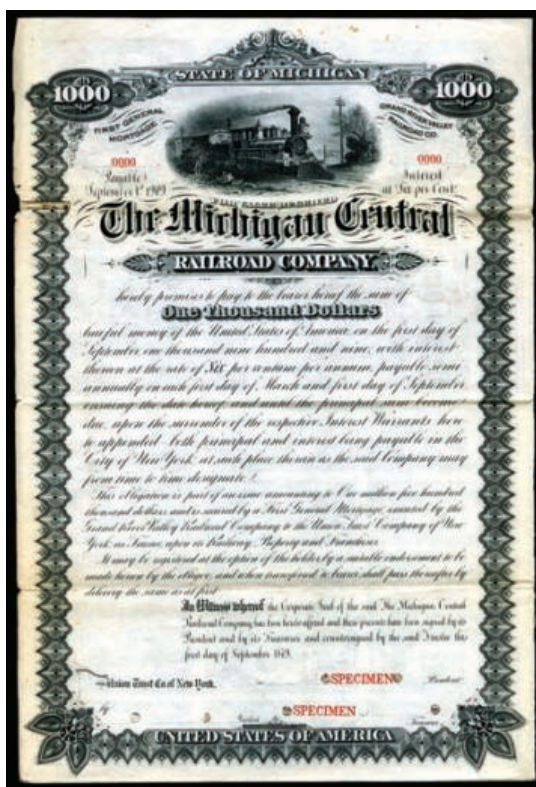 STATE OF MICHIGAN
1000
1000
FIRST GENERAL
MORTGAGE
GRAND RIVER VALLEY
RAILROAD CO.
0000
0000
Payable
September 1st 1909
Interest
at Six per Cent.
FOR VALUE RECEIVED
The Michigan Central
RAILROAD COMPANY
hereby promises to pay to the bearer hereof the sum of
One Thousand Dollars
lawful money of the United States of America on the first day of
September one thousand nine hundred and nine, with interest
thereon at the rate of Six per centum per annum, payable semi
annually on each first day of March and first day of September
ensuing the date hereof and until the principal sum become
due, upon the surrender of the respective Interest Warrants here
to appended both principal and interest being payable in the
City of New York at such place therein as the said Company may
from time to time designate.
This obligation is part of an issue amounting to One million five hundred
thousand dollars and is secured by a First General Mortgage, executed by the
Grand River Valley Railroad Company to the Union Trust Company of New
York as Trustee, upon its Railway, Property and Franchises.
It may be registered at the option of the holder by a suitable endorsement to be
made hereon by the obligor, and when transferred to bearer shall pass thereafter by
delivery the same as at first.
In Witness whereof the Corporate Seal of the said The Michigan Central
Railroad Company has been hereto affixed and these presents have been signed by its
President and by its Treasurer and countersigned by the said Trustee this
first day of September 1879.
Union Trust Co. of New York.
SPECIMEN
President
By
SPECIMEN
Treasurer
UNITED STATES OF AMERICA